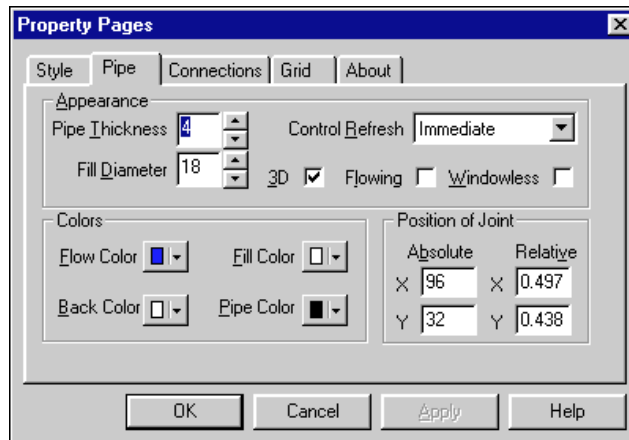 Property Pages
Style Pipe Connections Grid About
Appearance
Pipe Thickness 4 Control Refresh Immediate
Fill Diameter 18 3D Flowing Windowless
Colors Position of Joint
Absolute Relative
Flow Color Fill Color
X 96 X 0.497
Back Color Pipe Color
Y 32 Y 0.438
OK Cancel Apply Help